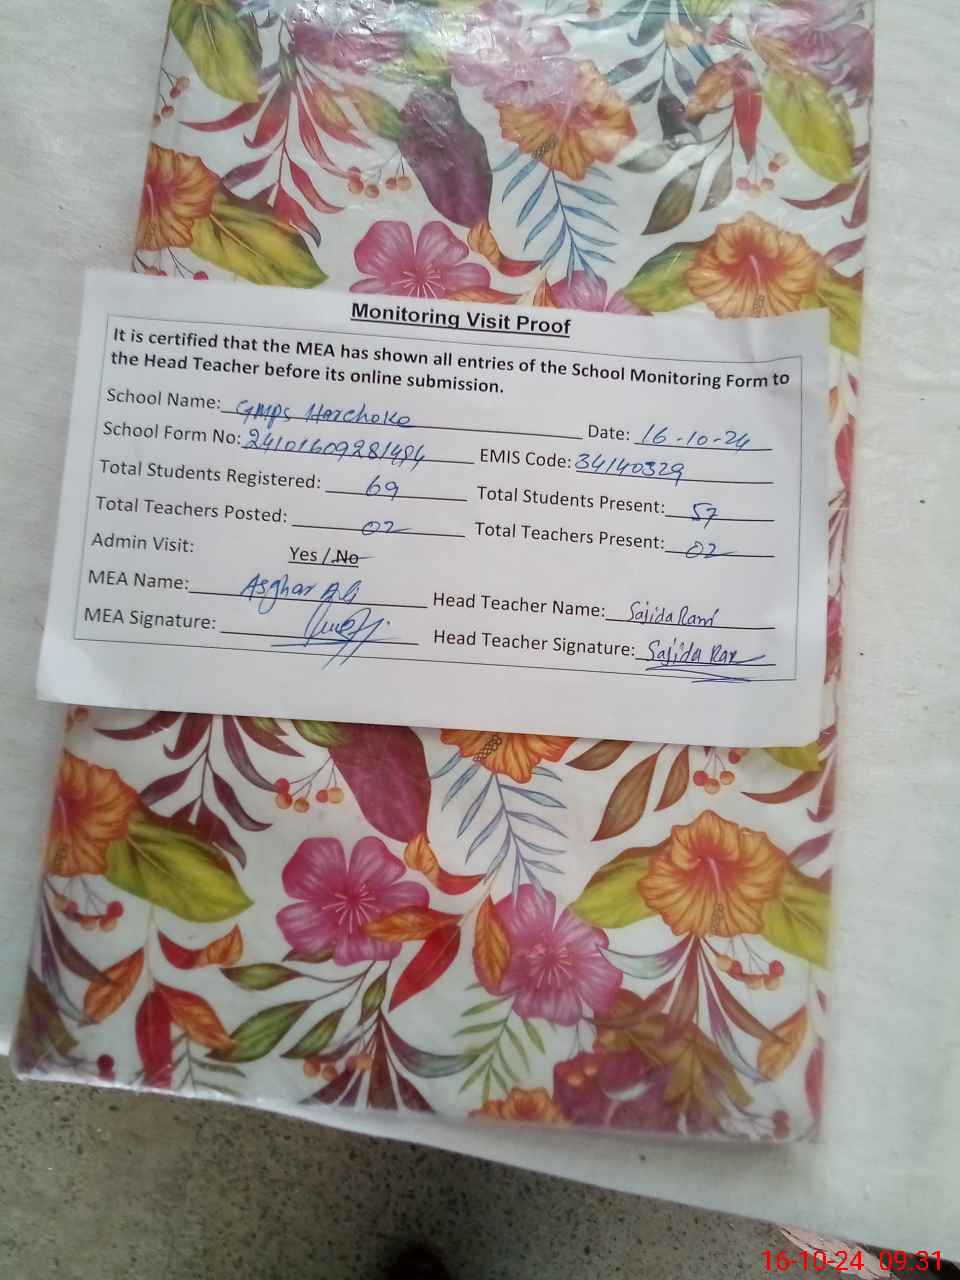 Monitoring Visit Proof
It is certified that the MEA has shown all entries of the School Monitoring Form to
the Head Teacher before its online submission.
School Name: GMPS Harchoke Date: 16-10-24
School Form No: 24101609281484 EMIS Code: 34140329
Total Students Registered: 69 Total Students Present: 57
Total Teachers Posted: 02 Total Teachers Present: 02
Admin Visit: Yes / No
MEA Name: Asghar Ali Head Teacher Name: Sajida
MEA Signature: Head Teacher Signature: Sajida
16-10-24 09:31